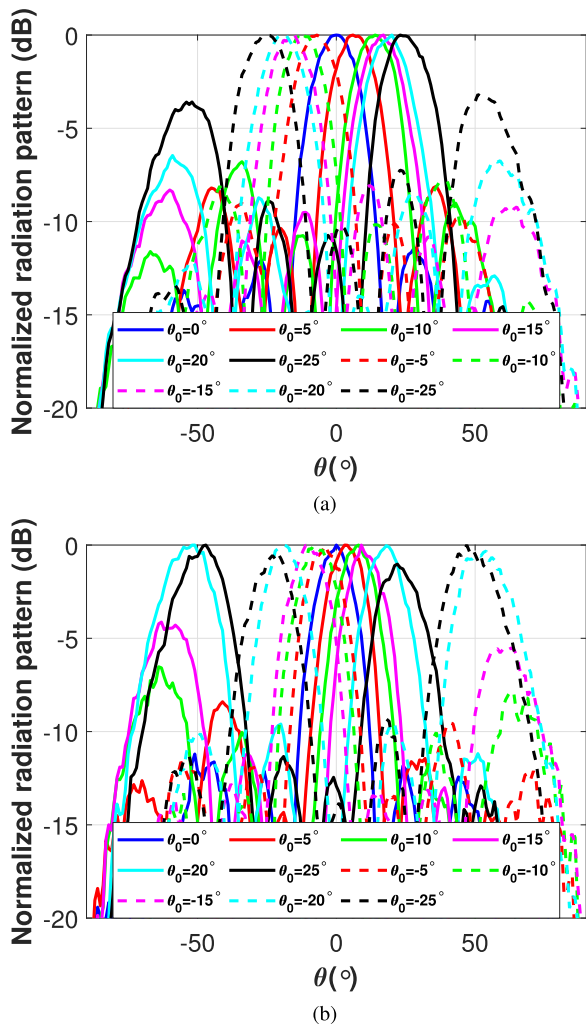 Normalized radiation pattern (dB)
0
-5
-10
-15
-20
θ₀=0° θ₀=5° θ₀=10° θ₀=15°
θ₀=20° θ₀=25° θ₀=-5° θ₀=-10°
θ₀=-15° θ₀=-20° θ₀=-25°
-50 0 50
θ(°)
(a)
Normalized radiation pattern (dB)
0
-5
-10
-15
-20
θ₀=0° θ₀=5° θ₀=10° θ₀=15
θ₀=20° θ₀=25° θ₀=-5° θ₀=-10°
θ₀=-15° θ₀=-20° θ₀=-25°
-50 0 50
θ(°)
(b)